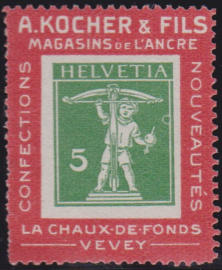 A. KOCHER & FILS
MAGASINS DE L'ANCRE
CONFECTIONS
HELVETIA
5
NOUVEAUTÉS
LA CHAUX-DE-FONDS
VEVEY